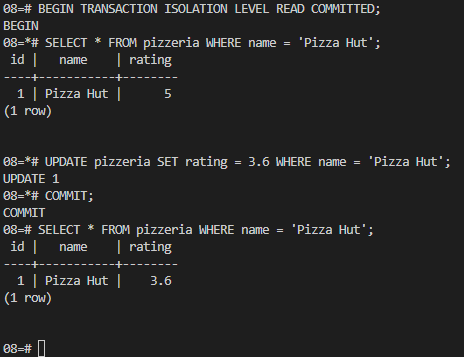 08=# BEGIN TRANSACTION ISOLATION LEVEL READ COMMITTED;
BEGIN
08=*# SELECT * FROM pizzeria WHERE name = 'Pizza Hut';
 id |   name    | rating
----+-----------+--------
  1 | Pizza Hut |      5
(1 row)

08=*# UPDATE pizzeria SET rating = 3.6 WHERE name = 'Pizza Hut';
UPDATE 1
08=*# COMMIT;
COMMIT
08=# SELECT * FROM pizzeria WHERE name = 'Pizza Hut';
 id |   name    | rating
----+-----------+--------
  1 | Pizza Hut |    3.6
(1 row)

08=#